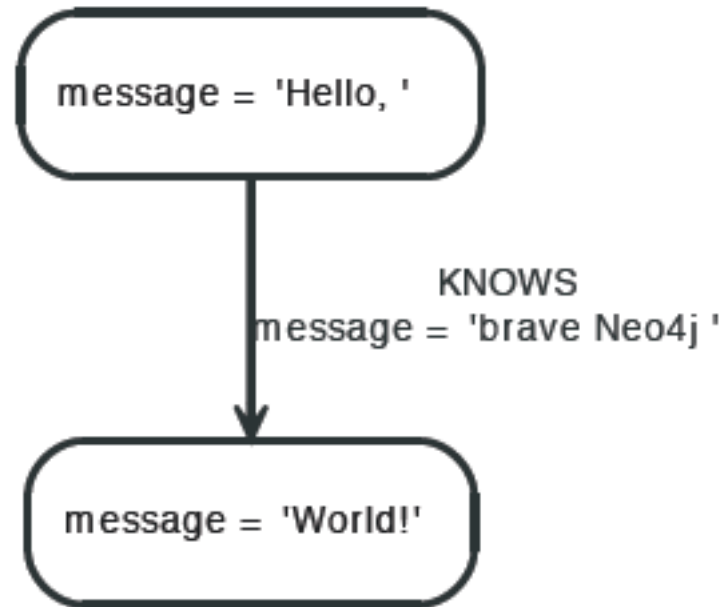 message = 'Hello, '
KNOWS
message = 'brave Neo4j '
message = 'World!'